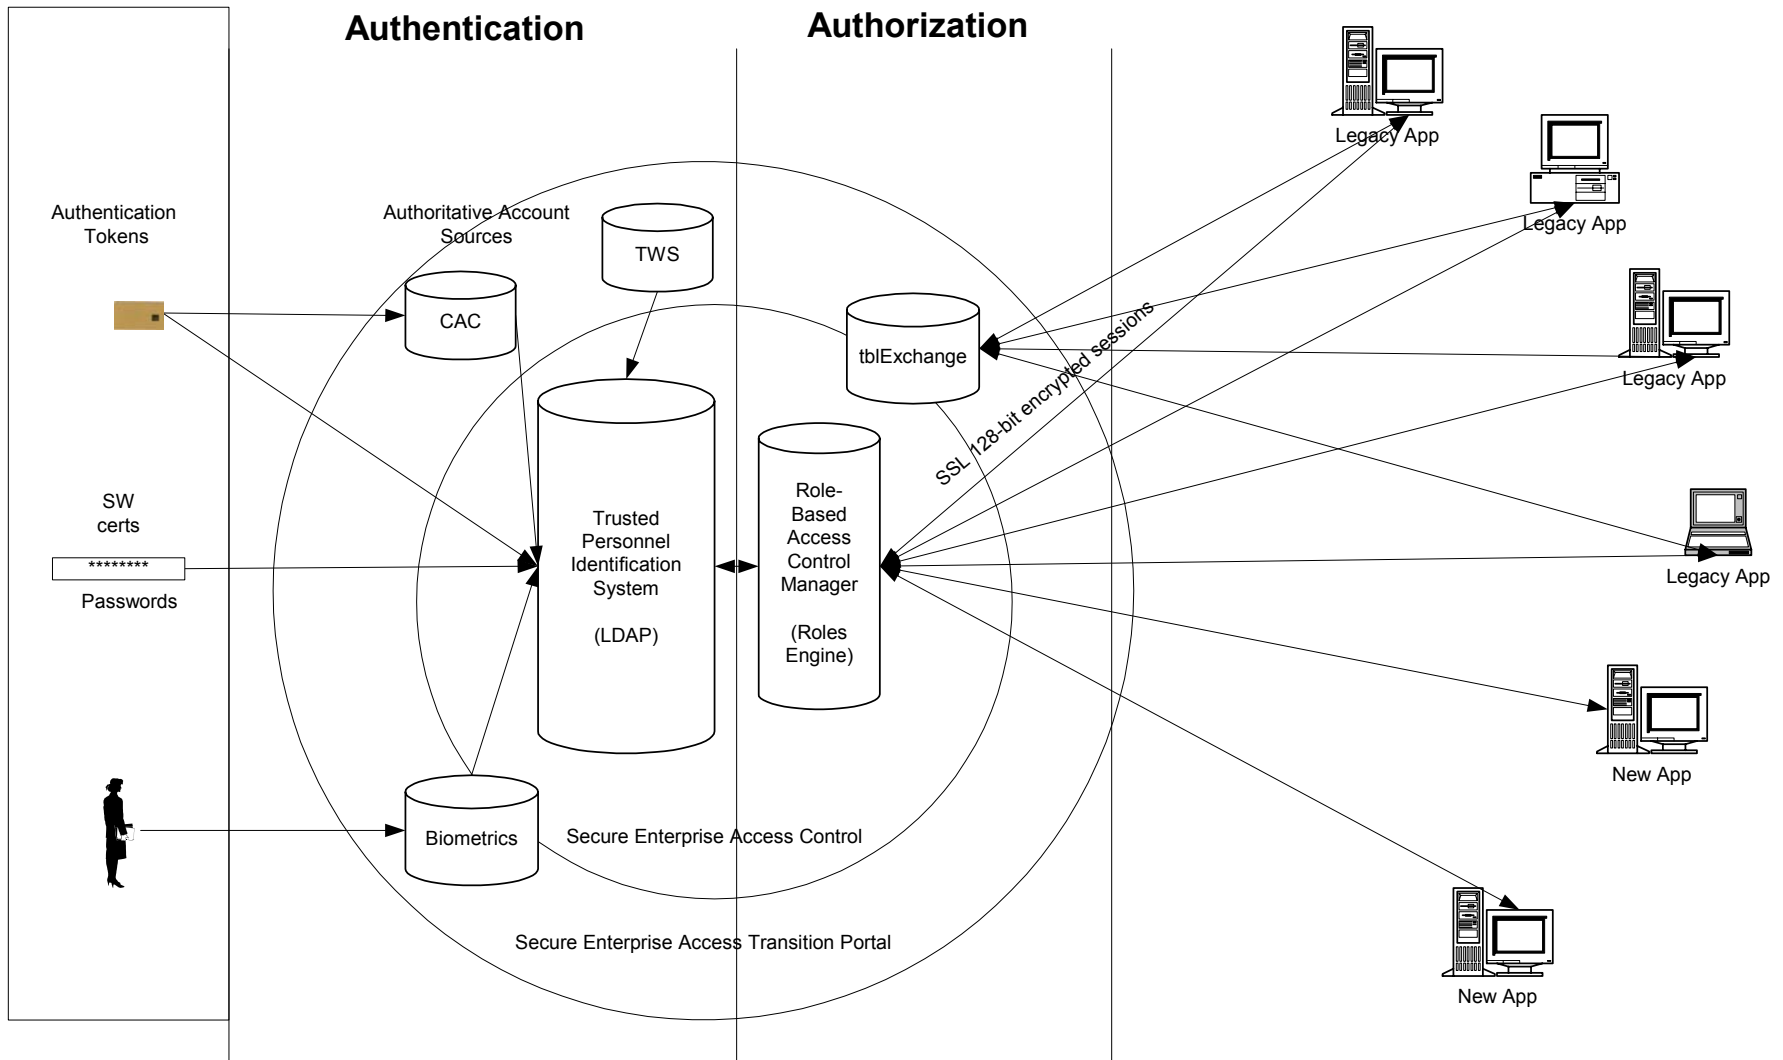 Authentication
Authorization
Authentication
Tokens
SW
certs
********
Passwords
Authoritative Account
Sources
TWS
CAC
Trusted
Personnel
Identification
System
(LDAP)
Biometrics
Secure Enterprise Access Control
Secure Enterprise Access Transition Portal
tblExchange
Role-
Based
Access
Control
Manager
(Roles
Engine)
SSL 128-bit encrypted sessions
Legacy App
Legacy App
Legacy App
Legacy App
New App
New App